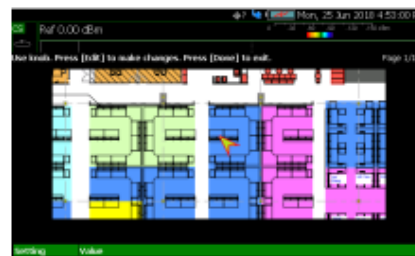 Mon, 25 Jun 2018 4:53:00 P
Ref 0.00 dBm
Use knob. Press [Edit] to make changes. Press [Done] to exit.
Page 1/1
Setting Value